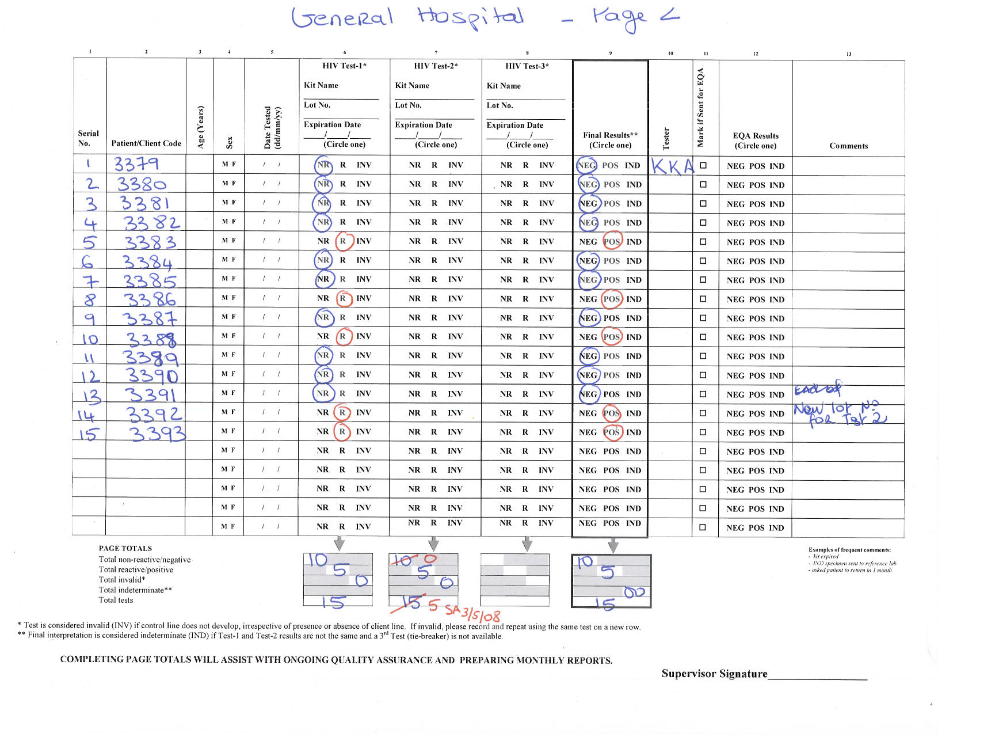 General Hospital - Page 2
1 2 3 4 5 6 7 8 9 10 11 12 13
HIV Test-1* HIV Test-2* HIV Test-3*
Kit Name Kit Name Kit Name
Lot No. Lot No. Lot No.
Expiration Date Expiration Date Expiration Date
/ / / / / /
Serial No. Patient/Client Code Age (Years) Sex Date Tested (dd/mm/yy) (Circle one) (Circle one) (Circle one) Final Results** (Circle one) Tester Mark if Sent for EQA EQA Results (Circle one) Comments
1 3379 M F / / NR R INV NR R INV NR R INV NEG POS IND KKA □ NEG POS IND
2 3380 M F / / NR R INV NR R INV NR R INV NEG POS IND □ NEG POS IND
3 3381 M F / / NR R INV NR R INV NR R INV NEG POS IND □ NEG POS IND
4 3382 M F / / NR R INV NR R INV NR R INV NEG POS IND □ NEG POS IND
5 3383 M F / / NR R INV NR R INV NR R INV NEG POS IND □ NEG POS IND
6 3384 M F / / NR R INV NR R INV NR R INV NEG POS IND □ NEG POS IND
7 3385 M F / / NR R INV NR R INV NR R INV NEG POS IND □ NEG POS IND
8 3386 M F / / NR R INV NR R INV NR R INV NEG POS IND □ NEG POS IND
9 3387 M F / / NR R INV NR R INV NR R INV NEG POS IND □ NEG POS IND
10 3388 M F / / NR R INV NR R INV NR R INV NEG POS IND □ NEG POS IND
11 3389 M F / / NR R INV NR R INV NR R INV NEG POS IND □ NEG POS IND
12 3390 M F / / NR R INV NR R INV NR R INV NEG POS IND □ NEG POS IND
13 3391 M F / / NR R INV NR R INV NR R INV NEG POS IND □ NEG POS IND End of
14 3392 M F / / NR R INV NR R INV NR R INV NEG POS IND □ NEG POS IND New lot No for Test 2
15 3393 M F / / NR R INV NR R INV NR R INV NEG POS IND □ NEG POS IND
M F / / NR R INV NR R INV NR R INV NEG POS IND □ NEG POS IND
M F / / NR R INV NR R INV NR R INV NEG POS IND □ NEG POS IND
M F / / NR R INV NR R INV NR R INV NEG POS IND □ NEG POS IND
M F / / NR R INV NR R INV NR R INV NEG POS IND □ NEG POS IND
M F / / NR R INV NR R INV NR R INV NEG POS IND □ NEG POS IND
PAGE TOTALS
Total non-reactive/negative 10 10 0 10
Total reactive/positive 5 5 5
Total invalid* 0 0
Total indeterminate** 00
Total tests 15 15 5 SA 3/5/08 15
Examples of frequent comments:
- kit expired
- IND specimen sent to reference lab
- asked patient to return in 1 month
* Test is considered invalid (INV) if control line does not develop, irrespective of presence or absence of client line. If invalid, please record and repeat using the same test on a new row.
** Final interpretation is considered indeterminate (IND) if Test-1 and Test-2 results are not the same and a 3rd Test (tie-breaker) is not available.
COMPLETING PAGE TOTALS WILL ASSIST WITH ONGOING QUALITY ASSURANCE AND PREPARING MONTHLY REPORTS.
Supervisor Signature